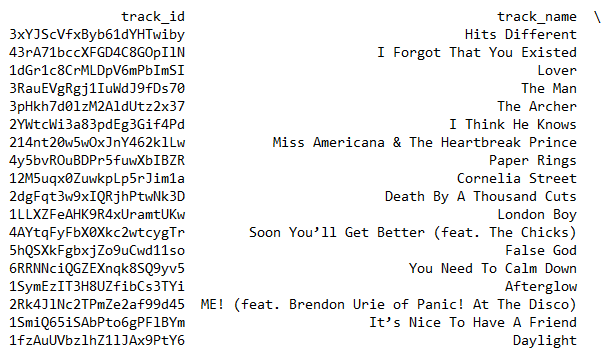 track_id track_name \
3xYJScVfxByb61dYHTwiby Hits Different
43rA71bccXFGD4C8GOpIlN I Forgot That You Existed
1dGr1c8CrMLDpV6mPbImSI Lover
3RauEVgRgj1IuWdJ9fDs70 The Man
3pHkh7d0lzM2AldUtz2x37 The Archer
2YWtcWi3a83pdEg3Gif4Pd I Think He Knows
214nt20w5wOxJnY462klLw Miss Americana & The Heartbreak Prince
4y5bvROuBDPr5fuwXbIBZR Paper Rings
12M5uqx0ZuwkpLp5rJim1a Cornelia Street
2dgFqt3w9xIQRjhPtwNk3D Death By A Thousand Cuts
1LLXZFeAHK9R4xUramtUKw London Boy
4AYtqFyFbX0Xkc2wtcygTr Soon You’ll Get Better (feat. The Chicks)
5hQSXkFgbxjZo9uCwd11so False God
6RRNNciQGZEXnqk8SQ9yv5 You Need To Calm Down
1SymEzIT3H8UZfibCs3TYi Afterglow
2Rk4JlNc2TPmZe2af99d45 ME! (feat. Brendon Urie of Panic! At The Disco)
1SmiQ65iSAbPto6gPFlBYm It’s Nice To Have A Friend
1fzAuUVbzlhZ1lJAx9PtY6 Daylight